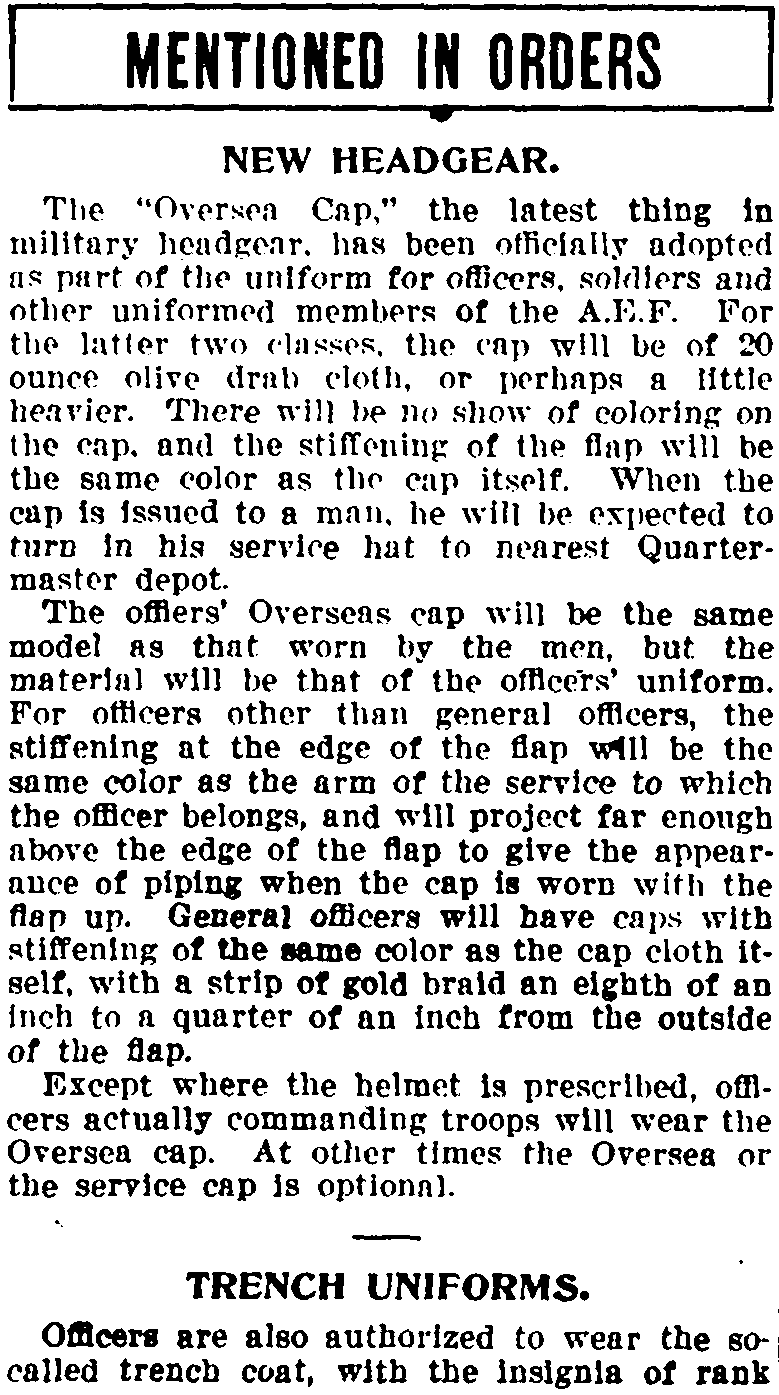 MENTIONED IN ORDERS
NEW HEADGEAR.
The "Oversea Cap," the latest thing in
military headgear, has been officially adopted
as part of the uniform for officers, soldiers and
other uniformed members of the A.E.F. For
the latter two classes, the cap will be of 20
ounce olive drab cloth, or perhaps a little
heavier. There will be no show of coloring on
the cap, and the stiffening of the flap will be
the same color as the cap itself. When the
cap is issued to a man, he will be expected to
turn in his service hat to nearest Quarter-
master depot.
The offiers' Overseas cap will be the same
model as that worn by the men, but the
material will be that of the officers' uniform.
For officers other than general officers, the
stiffening at the edge of the flap will be the
same color as the arm of the service to which
the officer belongs, and will project far enough
above the edge of the flap to give the appear-
ance of piping when the cap is worn with the
flap up. General officers will have caps with
stiffening of the same color as the cap cloth it-
self, with a strip of gold braid an eighth of an
inch to a quarter of an inch from the outside
of the flap.
Except where the helmet is prescribed, offi-
cers actually commanding troops will wear the
Oversea cap. At other times the Oversea or
the service cap is optional.
TRENCH UNIFORMS.
Officers are also authorized to wear the so-
called trench coat, with the insignia of rank